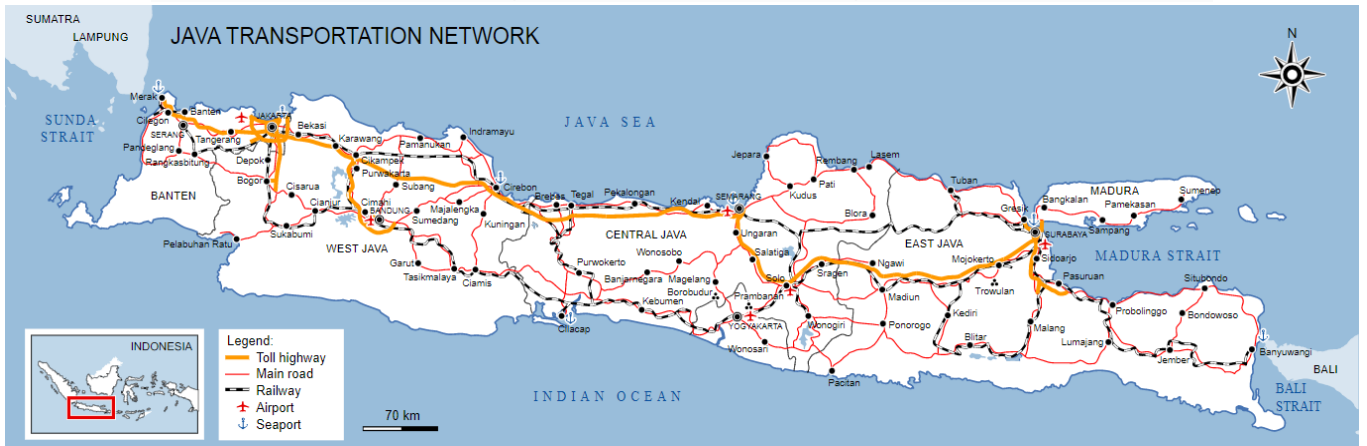 SUMATRA
LAMPUNG
JAVA TRANSPORTATION NETWORK
N
SUNDA
STRAIT
JAVA SEA
Merak
Cilegon
Banten
SERANG
Tangerang
JAKARTA
Bekasi
Karawang
Pamanukan
Indramayu
Pandeglang
Rangkasbitung
Depok
Cikampek
Purwakarta
Bogor
Cisarua
Subang
Cirebon
BANTEN
Cianjur
Cimahi
BANDUNG
Majalengka
Sumedang
Kuningan
Pelabuhan Ratu
Sukabumi
WEST JAVA
Garut
Tasikmalaya
Ciamis
Brebes
Tegal
Pekalongan
Kendal
SEMARANG
Jepara
Rembang
Lasem
Pati
Kudus
Blora
Tuban
CENTRAL JAVA
Ungaran
Salatiga
Wonosobo
Purwokerto
Banjarnegara
Magelang
Borobudur
Kebumen
Cilacap
Prambanan
YOGYAKARTA
Wonosari
Solo
Sragen
Wonogiri
Pacitan
EAST JAVA
Ngawi
Madiun
Ponorogo
Mojokerto
Trowulan
Kediri
Blitar
Malang
Gresik
SURABAYA
Sidoarjo
Pasuruan
MADURA
Bangkalan
Sampang
Pamekasan
Sumenep
MADURA STRAIT
Probolinggo
Situbondo
Bondowoso
Lumajang
Jember
Banyuwangi
BALI
BALI
STRAIT
INDIAN OCEAN
INDONESIA
Legend:
Toll highway
Main road
Railway
Airport
Seaport
70 km